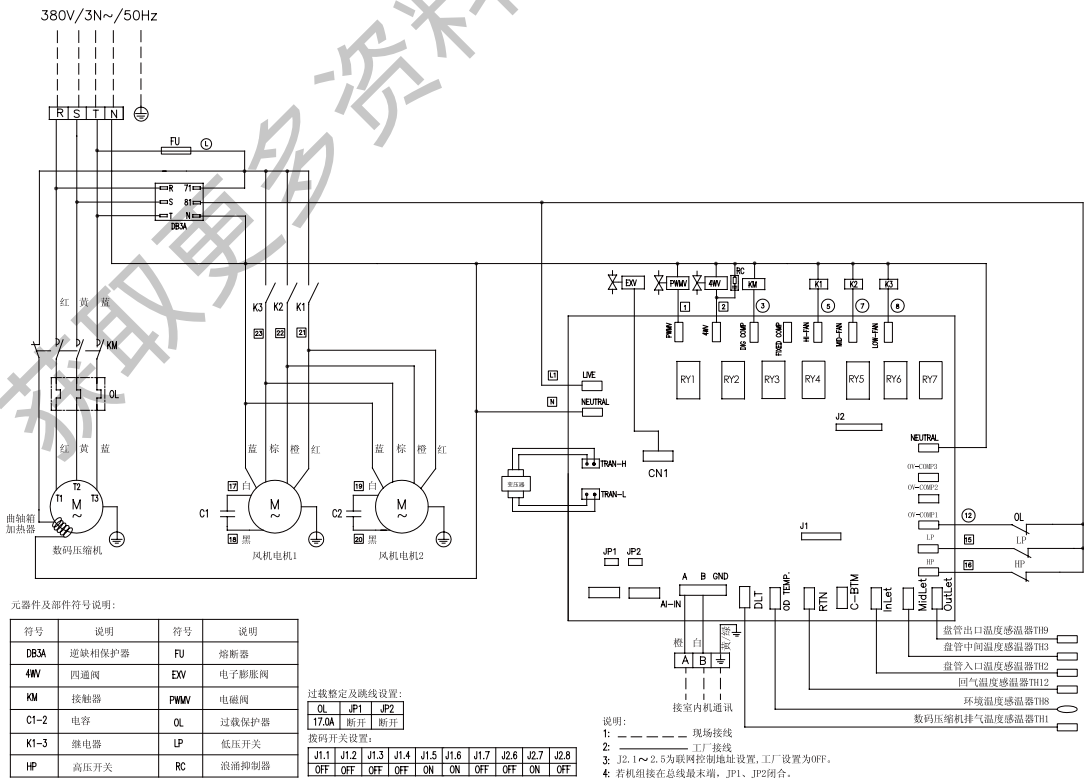 380V/3N~/50Hz
获取更多资料
R S T N
FU L
R 71
S 81
T N
DB3A
红 黄 蓝
KM
OL
红 黄 蓝
T1 T2 T3
M
~
曲轴箱
加热器
数码压缩机
K3 K2 K1
23 22 21
蓝 棕 橙 红
17 白
C1
M
~
18 黑
风机电机1
蓝 棕 橙 红
19 白
C2
M
~
20 黑
风机电机2
EXV PWMV 4WV RC KM K1 K2 K3
1 2 3 5 7 8
PWMV 4WV DIG COMP FIXED COMP HI-FAN MID-FAN LOW-FAN
L1 LIVE
N NEUTRAL
RY1 RY2 RY3 RY4 RY5 RY6 RY7
J2
NEUTRAL
CN1
变压器
TRAN-H
TRAN-L
OV-COMP3
OV-COMP2
OV-COMP1 12 OL
LP 15 LP
HP 16 HP
J1
JP1 JP2
A B GND
AI-IN
DLT
OD TEMP.
RTN
C-BTM
InLet
MidLet
OutLet
橙 白 黄/绿
A B
接室内机通讯
盘管出口温度感温器TH9
盘管中间温度感温器TH3
盘管入口温度感温器TH2
回气温度感温器TH12
环境温度感温器TH8
数码压缩机排气温度感温器TH1
元器件及部件符号说明:
符号 说明 符号 说明
DB3A 逆缺相保护器 FU 熔断器
4WV 四通阀 EXV 电子膨胀阀
KM 接触器 PWMV 电磁阀
C1-2 电容 OL 过载保护器
K1-3 继电器 LP 低压开关
HP 高压开关 RC 浪涌抑制器
过载整定及跳线设置:
OL JP1 JP2
17.0A 断开 断开
拨码开关设置:
J1.1 J1.2 J1.3 J1.4 J1.5 J1.6 J1.7 J2.6 J2.7 J2.8
OFF OFF OFF OFF ON ON OFF OFF ON OFF
说明:
1: 现场接线
2: 工厂接线
3: J2.1～2.5为联网控制地址设置,工厂设置为OFF。
4: 若机组接在总线最末端, JP1、JP2闭合。